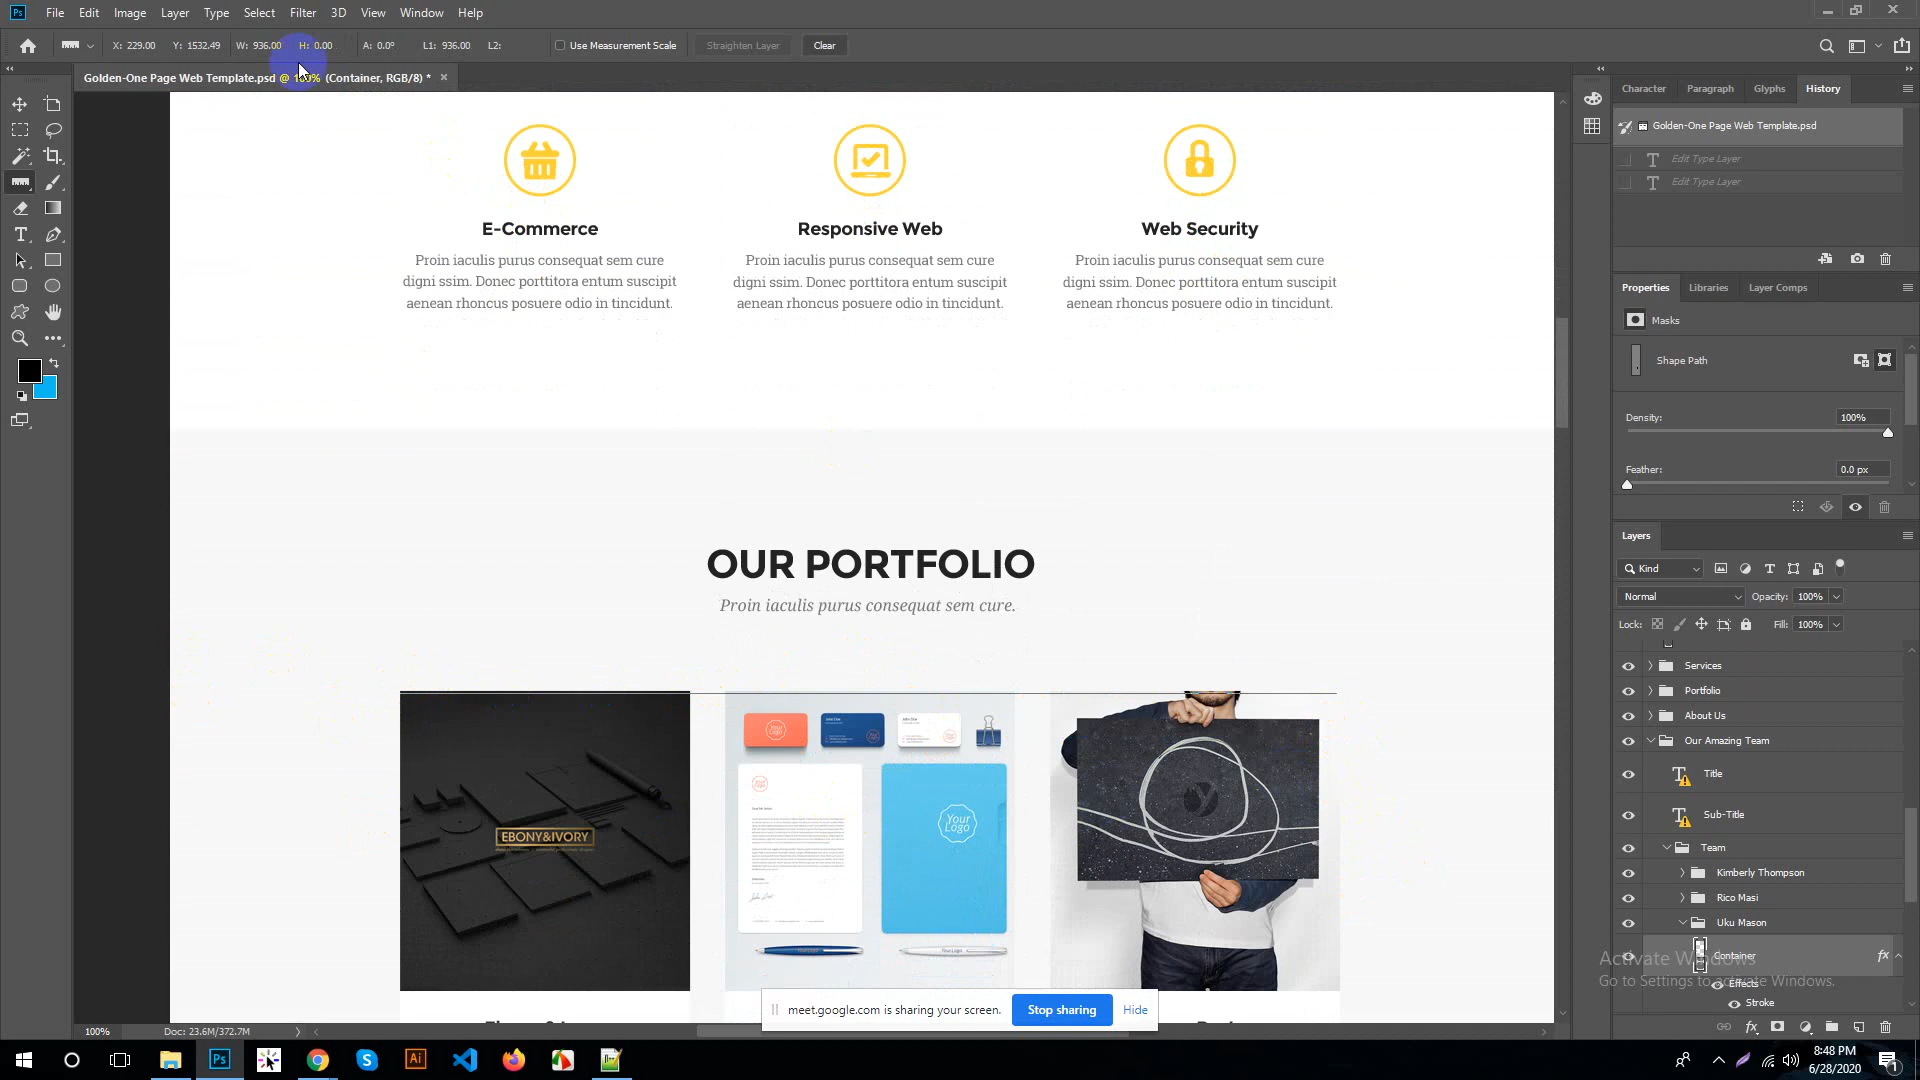 Ps File Edit Image Layer Type Select Filter 3D View Window Help
X: 229.00 Y: 1532.49 W: 936.00 H: 0.00 A: 0.0° L1: 936.00 L2: Use Measurement Scale Straighten Layer Clear
Golden-One Page Web Template.psd @ 100% (Container, RGB/8) *
E-Commerce
Proin iaculis purus consequat sem cure
digni ssim. Donec porttitora entum suscipit
aenean rhoncus posuere odio in tincidunt.
Responsive Web
Proin iaculis purus consequat sem cure
digni ssim. Donec porttitora entum suscipit
aenean rhoncus posuere odio in tincidunt.
Web Security
Proin iaculis purus consequat sem cure
digni ssim. Donec porttitora entum suscipit
aenean rhoncus posuere odio in tincidunt.
OUR PORTFOLIO
Proin iaculis purus consequat sem cure.
EBONY&IVORY
Your
Logo
Character Paragraph Glyphs History
Golden-One Page Web Template.psd
Edit Type Layer
Edit Type Layer
Properties Libraries Layer Comps
Masks
Shape Path
Density: 100%
Feather: 0.0 px
Layers
Kind
Normal Opacity: 100%
Lock: Fill: 100%
Services
Portfolio
About Us
Our Amazing Team
Title
Sub-Title
Team
Kimberly Thompson
Rico Masi
Uku Mason
Container fx
Effects
Stroke
Activate Windows
Go to Settings to activate Windows.
meet.google.com is sharing your screen. Stop sharing Hide
100% Doc: 23.6M/372.7M
Ps Ai
8:48 PM
6/28/2020
1